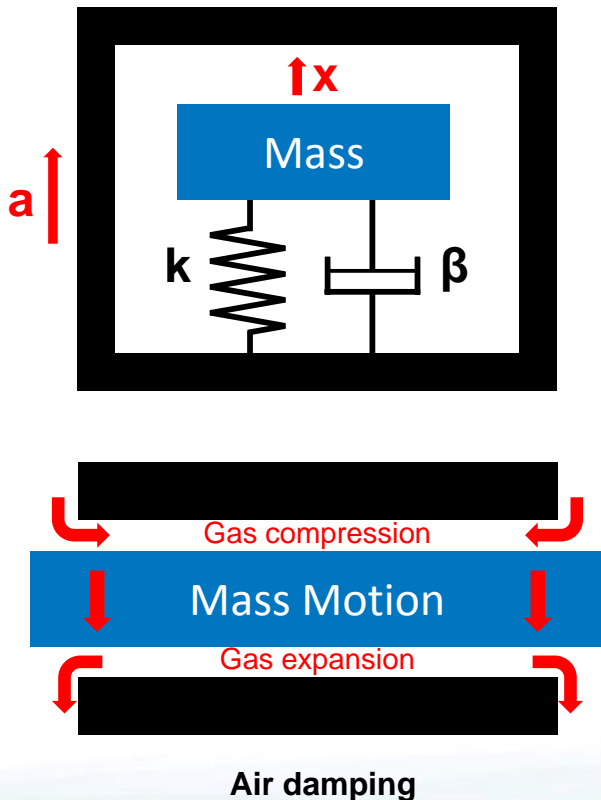 x
Mass
a
k
β
Gas compression
Mass Motion
Gas expansion
Air damping